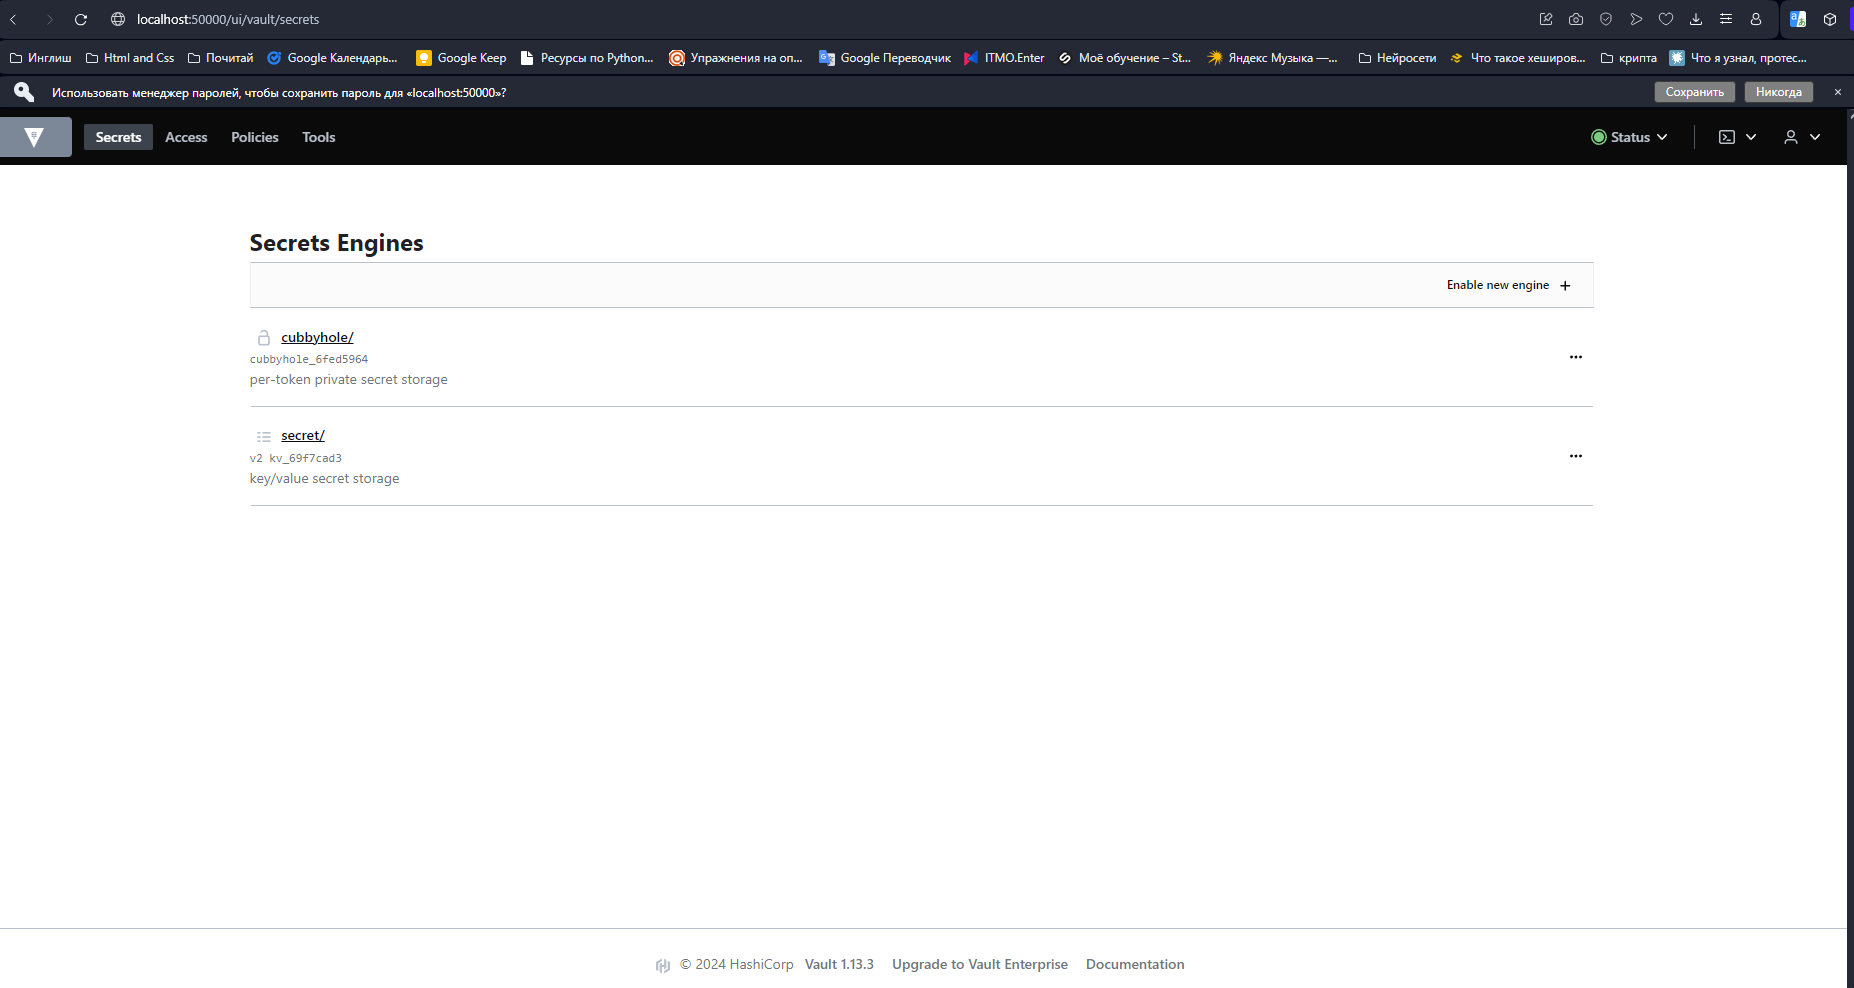 localhost:50000/ui/vault/secrets
Инглиш Html and Css Почитай Google Календарь... Google Keep Ресурсы по Python... Упражнения на оп... Google Переводчик ITMO.Enter Моё обучение – St... Яндекс Музыка —... Нейросети Что такое хеширов... крипта Что я узнал, протес...
Использовать менеджер паролей, чтобы сохранить пароль для «localhost:50000»? Сохранить Никогда
Secrets Access Policies Tools Status
Secrets Engines
Enable new engine
cubbyhole/
cubbyhole_6fed5964
per-token private secret storage
secret/
v2 kv_69f7cad3
key/value secret storage
© 2024 HashiCorp Vault 1.13.3 Upgrade to Vault Enterprise Documentation